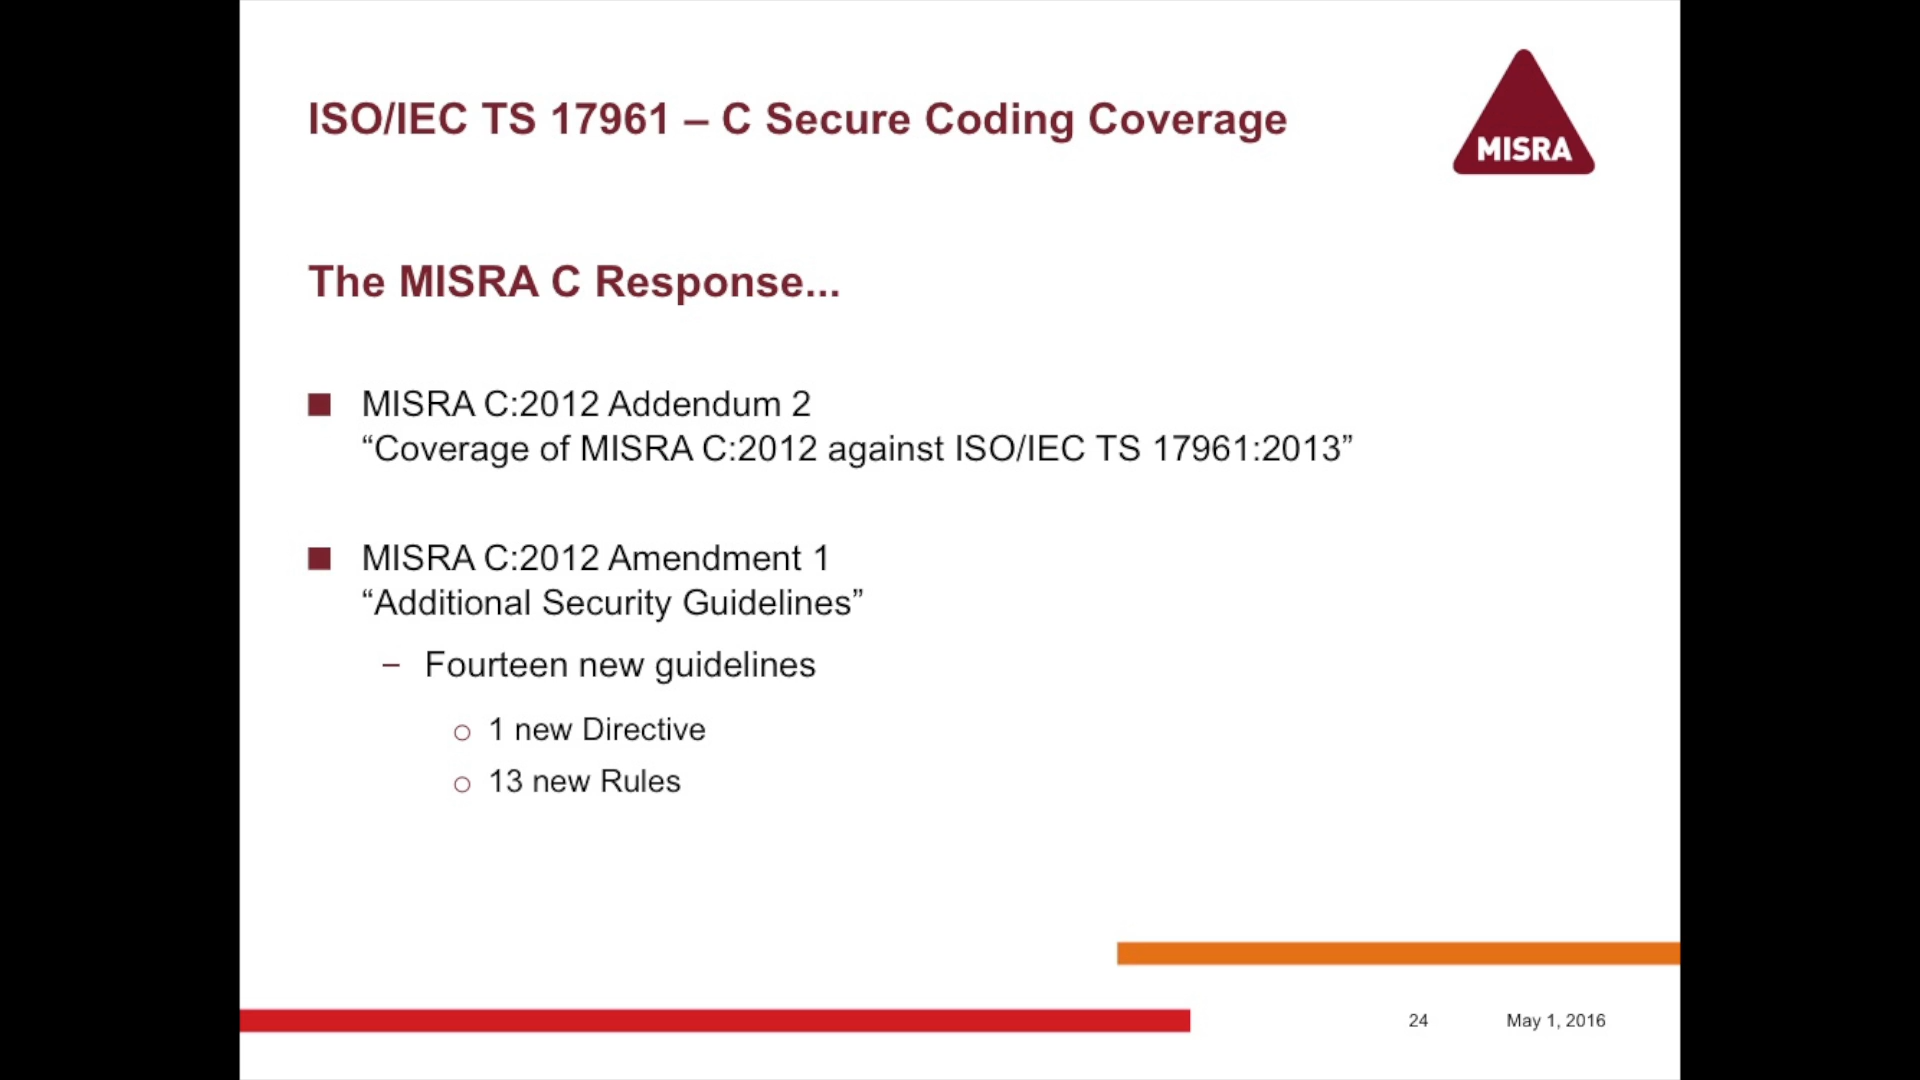 ISO/IEC TS 17961 – C Secure Coding Coverage
MISRA
The MISRA C Response...
■ MISRA C:2012 Addendum 2
“Coverage of MISRA C:2012 against ISO/IEC TS 17961:2013”
■ MISRA C:2012 Amendment 1
“Additional Security Guidelines”
– Fourteen new guidelines
○ 1 new Directive
○ 13 new Rules
24 May 1, 2016